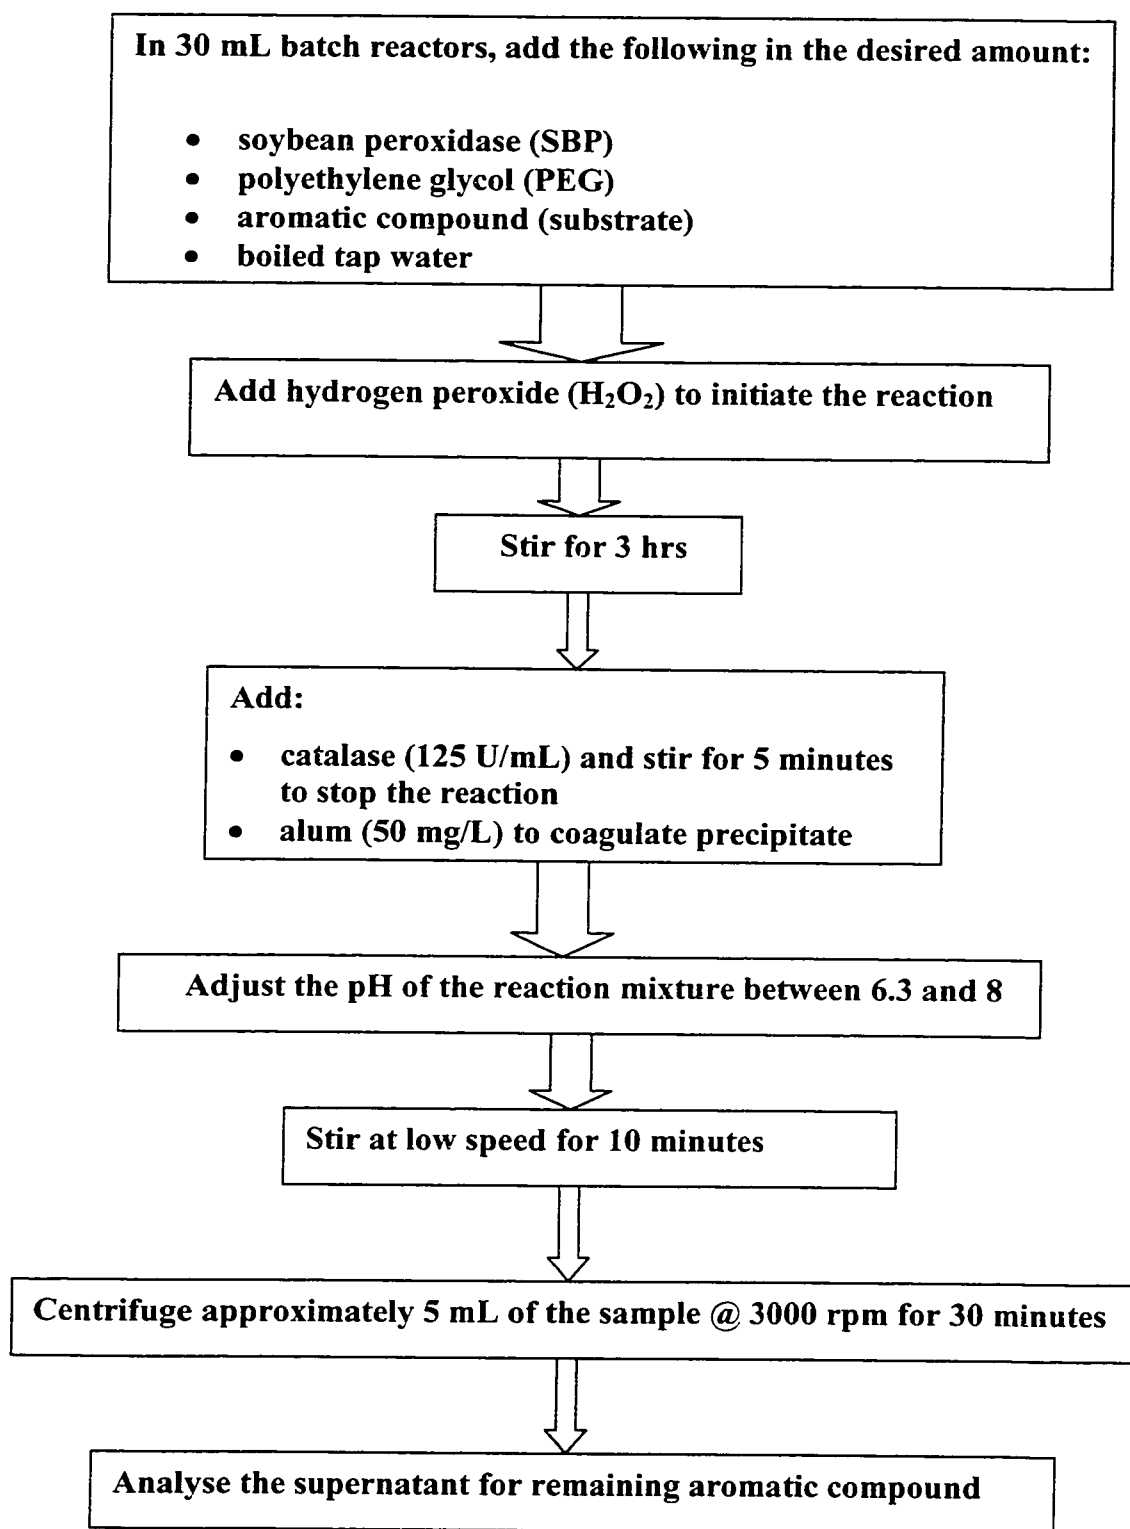 In 30 mL batch reactors, add the following in the desired amount:
• soybean peroxidase (SBP)
• polyethylene glycol (PEG)
• aromatic compound (substrate)
• boiled tap water
Add hydrogen peroxide (H₂O₂) to initiate the reaction
Stir for 3 hrs
Add:
• catalase (125 U/mL) and stir for 5 minutes
to stop the reaction
• alum (50 mg/L) to coagulate precipitate
Adjust the pH of the reaction mixture between 6.3 and 8
Stir at low speed for 10 minutes
Centrifuge approximately 5 mL of the sample @ 3000 rpm for 30 minutes
Analyse the supernatant for remaining aromatic compound